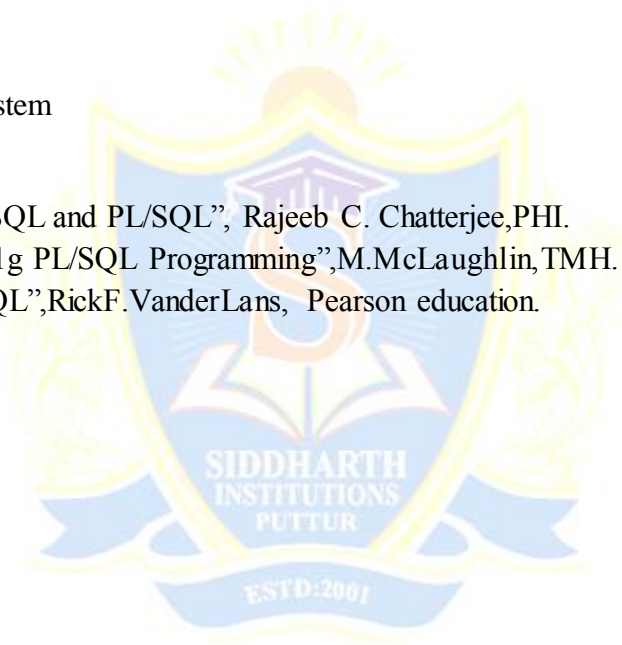 stem
SQL and PL/SQL”, Rajeeb C. Chatterjee,PHI.
1g PL/SQL Programming”,M.McLaughlin,TMH.
QL”,RickF.VanderLans, Pearson education.
S
SIDDHARTH
INSTITUTIONS
PUTTUR
ESTD:2001